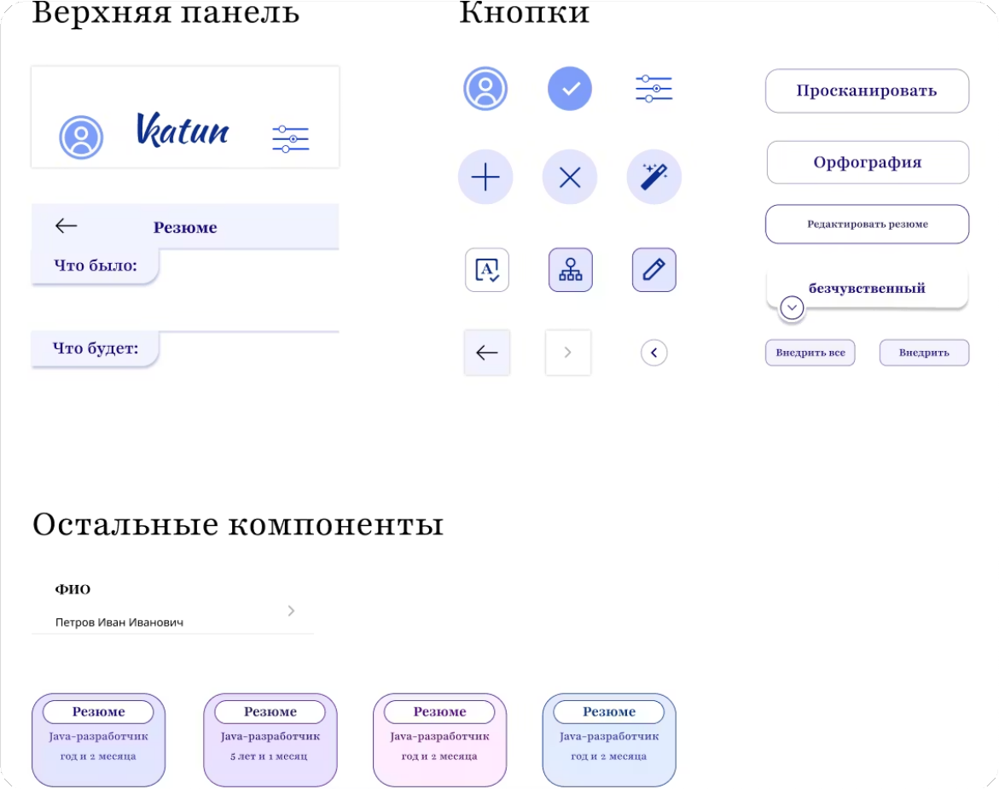 Верхняя панель
Кнопки
Vkatun
Резюме
Что было:
Что будет:
A
Просканировать
Орфография
Редактировать резюме
безчувственный
Внедрить все
Внедрить
Остальные компоненты
ФИО
Петров Иван Иванович
Резюме
Java-разработчик
год и 2 месяца
Резюме
Java-разработчик
5 лет и 1 месяц
Резюме
Java-разработчик
год и 2 месяца
Резюме
Java-разработчик
год и 2 месяца